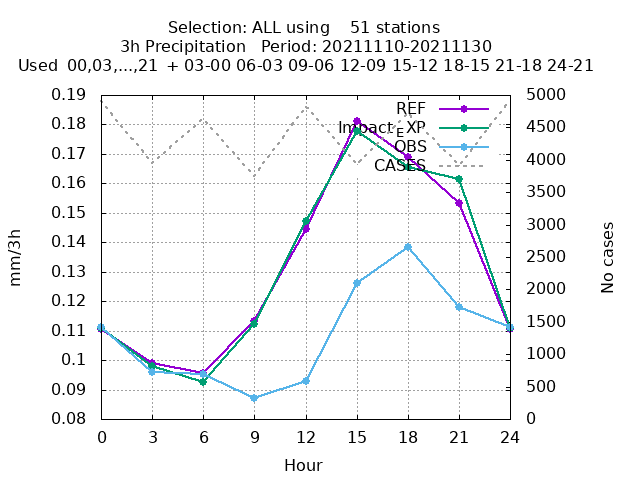 Selection: ALL using    51 stations
3h Precipitation   Period: 20211110-20211130
Used  00,03,...,21 + 03-00 06-03 09-06 12-09 15-12 18-15 21-18 24-21
0.19
0.18
0.17
0.16
0.15
0.14
0.13
0.12
0.11
0.1
0.09
0.08
mm/3h
REF
Impact_EXP
OBS
CASES
5000
4500
4000
3500
3000
2500
2000
1500
1000
500
0
No cases
0 3 6 9 12 15 18 21 24
Hour